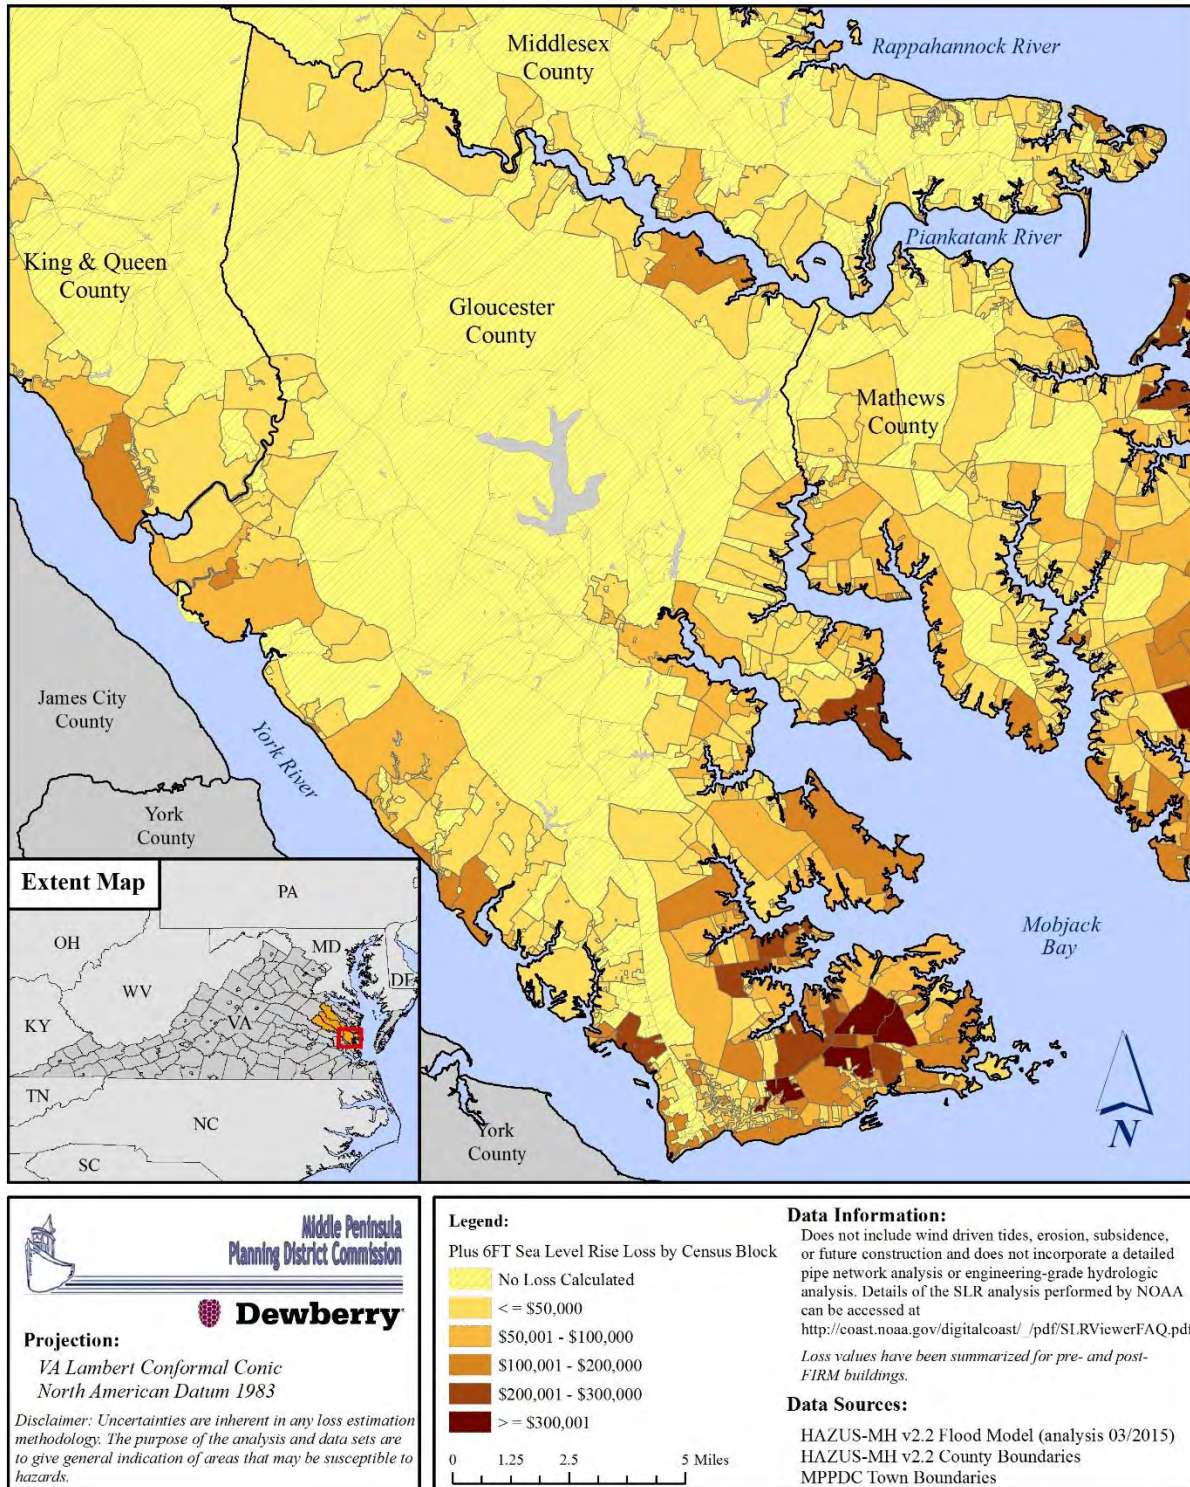 Middlesex
County
Rappahannock River
Piankatank River
King & Queen
County
Gloucester
County
Mathews
County
James City
County
York River
York
County
Mobjack
Bay
York
County
N
Extent Map
PA
OH
MD
WV
DE
KY
VA
TN
NC
SC
Middle Peninsula
Planning District Commission
Dewberry
Projection:
VA Lambert Conformal Conic
North American Datum 1983
Disclaimer: Uncertainties are inherent in any loss estimation
methodology. The purpose of the analysis and data sets are
to give general indication of areas that may be susceptible to
hazards.
Legend:
Plus 6FT Sea Level Rise Loss by Census Block
No Loss Calculated
< = $50,000
$50,001 - $100,000
$100,001 - $200,000
$200,001 - $300,000
> = $300,001
0 1.25 2.5 5 Miles
Data Information:
Does not include wind driven tides, erosion, subsidence,
or future construction and does not incorporate a detailed
pipe network analysis or engineering-grade hydrologic
analysis. Details of the SLR analysis performed by NOAA
can be accessed at
http://coast.noaa.gov/digitalcoast/_/pdf/SLRViewerFAQ.pdf
Loss values have been summarized for pre- and post-
FIRM buildings.
Data Sources:
HAZUS-MH v2.2 Flood Model (analysis 03/2015)
HAZUS-MH v2.2 County Boundaries
MPPDC Town Boundaries